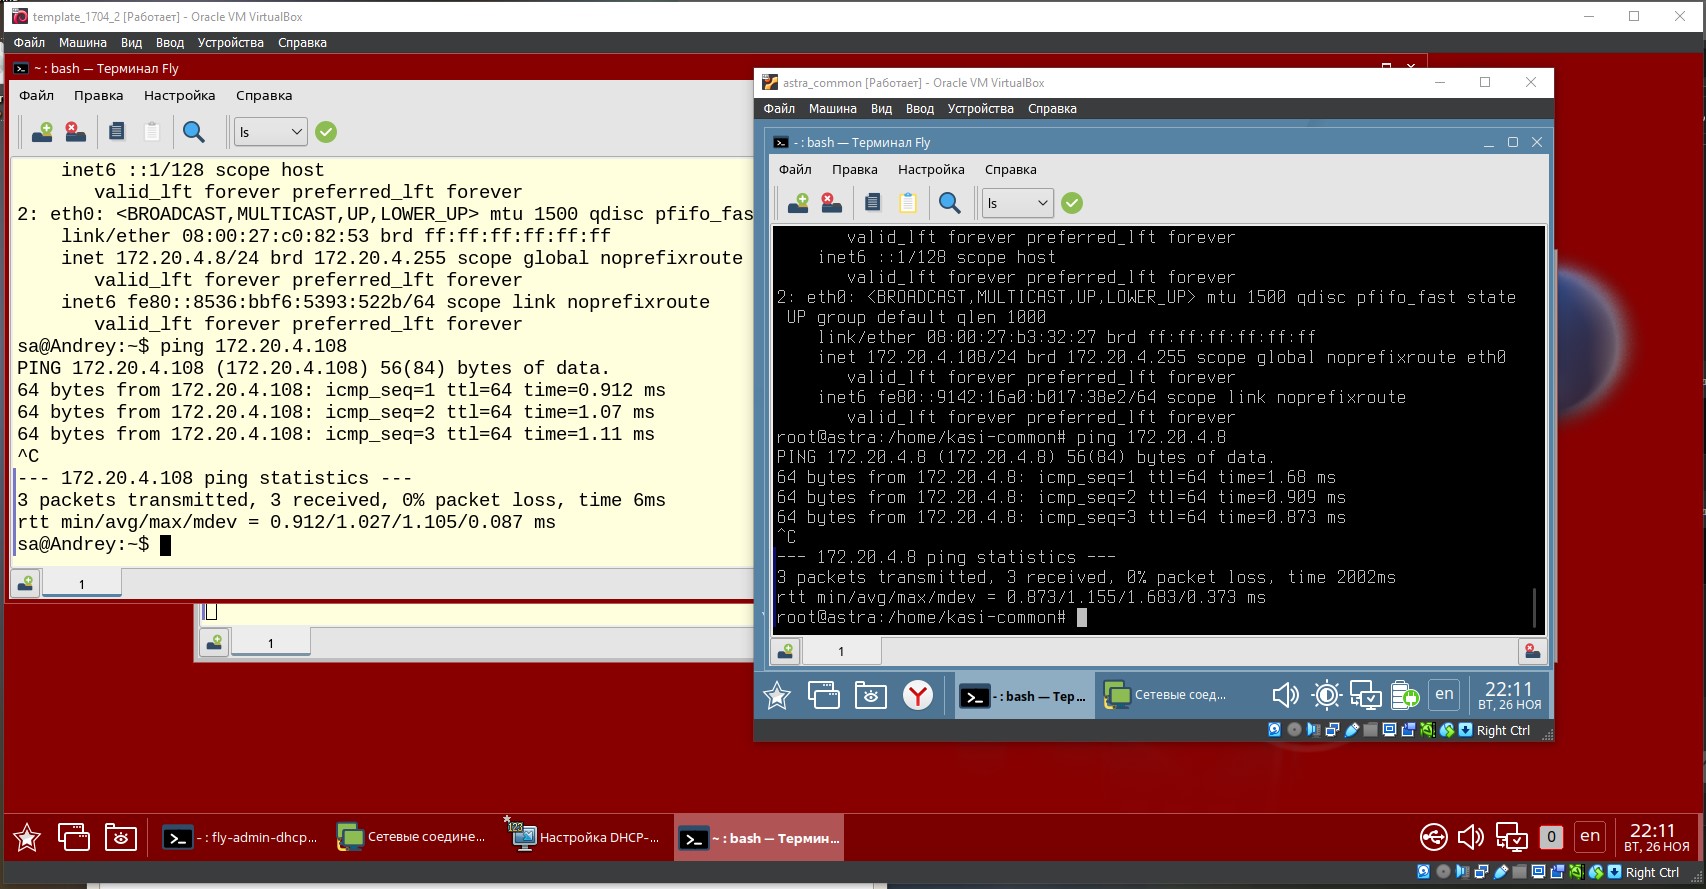 template_1704_2 [Работает] - Oracle VM VirtualBox
Файл Машина Вид Ввод Устройства Справка
~ : bash — Терминал Fly
Файл Правка Настройка Справка
ls
inet6 ::1/128 scope host
valid_lft forever preferred_lft forever
2: eth0: <BROADCAST,MULTICAST,UP,LOWER_UP> mtu 1500 qdisc pfifo_fas
link/ether 08:00:27:c0:82:53 brd ff:ff:ff:ff:ff:ff
inet 172.20.4.8/24 brd 172.20.4.255 scope global noprefixroute
valid_lft forever preferred_lft forever
inet6 fe80::8536:bbf6:5393:522b/64 scope link noprefixroute
valid_lft forever preferred_lft forever
sa@Andrey:~$ ping 172.20.4.108
PING 172.20.4.108 (172.20.4.108) 56(84) bytes of data.
64 bytes from 172.20.4.108: icmp_seq=1 ttl=64 time=0.912 ms
64 bytes from 172.20.4.108: icmp_seq=2 ttl=64 time=1.07 ms
64 bytes from 172.20.4.108: icmp_seq=3 ttl=64 time=1.11 ms
^C
--- 172.20.4.108 ping statistics ---
3 packets transmitted, 3 received, 0% packet loss, time 6ms
rtt min/avg/max/mdev = 0.912/1.027/1.105/0.087 ms
sa@Andrey:~$
1
1
astra_common [Работает] - Oracle VM VirtualBox
Файл Машина Вид Ввод Устройства Справка
- : bash — Терминал Fly
Файл Правка Настройка Справка
ls
valid_lft forever preferred_lft forever
inet6 ::1/128 scope host
valid_lft forever preferred_lft forever
2: eth0: <BROADCAST,MULTICAST,UP,LOWER_UP> mtu 1500 qdisc pfifo_fast state
UP group default qlen 1000
link/ether 08:00:27:b3:32:27 brd ff:ff:ff:ff:ff:ff
inet 172.20.4.108/24 brd 172.20.4.255 scope global noprefixroute eth0
valid_lft forever preferred_lft forever
inet6 fe80::9142:16a0:b017:38e2/64 scope link noprefixroute
valid_lft forever preferred_lft forever
root@astra:/home/kasi-common# ping 172.20.4.8
PING 172.20.4.8 (172.20.4.8) 56(84) bytes of data.
64 bytes from 172.20.4.8: icmp_seq=1 ttl=64 time=1.68 ms
64 bytes from 172.20.4.8: icmp_seq=2 ttl=64 time=0.909 ms
64 bytes from 172.20.4.8: icmp_seq=3 ttl=64 time=0.873 ms
^C
--- 172.20.4.8 ping statistics ---
3 packets transmitted, 3 received, 0% packet loss, time 2002ms
rtt min/avg/max/mdev = 0.873/1.155/1.683/0.373 ms
root@astra:/home/kasi-common#
1
- : bash — Тер... Сетевые соед... en 22:11
ВТ, 26 НОЯ
Right Ctrl
- : fly-admin-dhcp... Сетевые соедине... 123 Настройка DHCP-... ~ : bash — Термин... 0 en 22:11
ВТ, 26 НОЯ
Right Ctrl